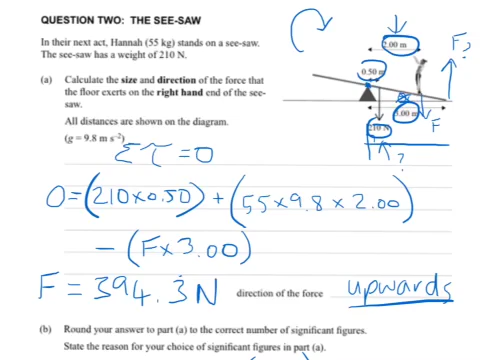 QUESTION TWO: THE SEE-SAW
In their next act, Hannah (55 kg) stands on a see-saw.
The see-saw has a weight of 210 N.
(a) Calculate the size and direction of the force that
the floor exerts on the right hand end of the see-
saw.
All distances are shown on the diagram.
(g = 9.8 m s⁻²)
2.00 m
F?
0.50 m
3.00 m
210 N
F
?
Στ = 0
0 = (210 × 0.50) + (55 × 9.8 × 2.00)
− (F × 3.00)
F = 394.3 N direction of the force upwards
(b) Round your answer to part (a) to the correct number of significant figures.
State the reason for your choice of significant figures in part (a).